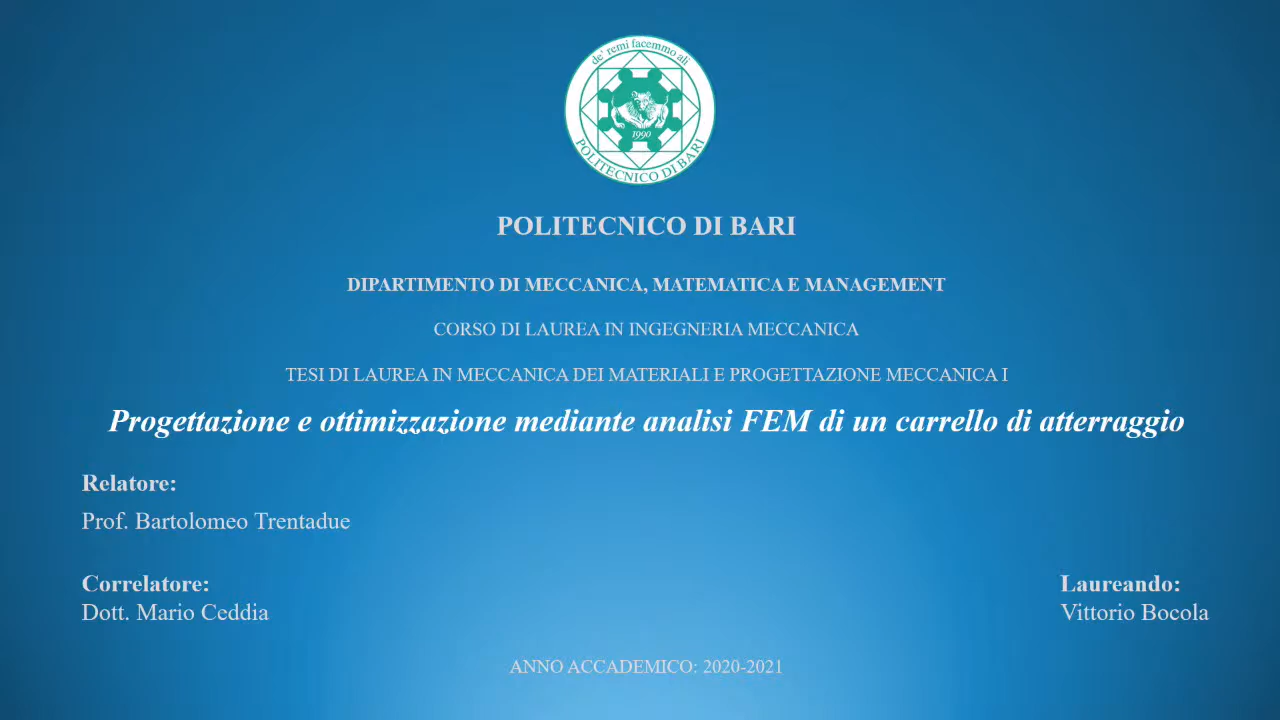 de' remi facemmo ali
1990
POLITECNICO DI BARI
POLITECNICO DI BARI
DIPARTIMENTO DI MECCANICA, MATEMATICA E MANAGEMENT
CORSO DI LAUREA IN INGEGNERIA MECCANICA
TESI DI LAUREA IN MECCANICA DEI MATERIALI E PROGETTAZIONE MECCANICA I
Progettazione e ottimizzazione mediante analisi FEM di un carrello di atterraggio
Relatore:
Prof. Bartolomeo Trentadue
Correlatore:
Dott. Mario Ceddia
Laureando:
Vittorio Bocola
ANNO ACCADEMICO: 2020-2021